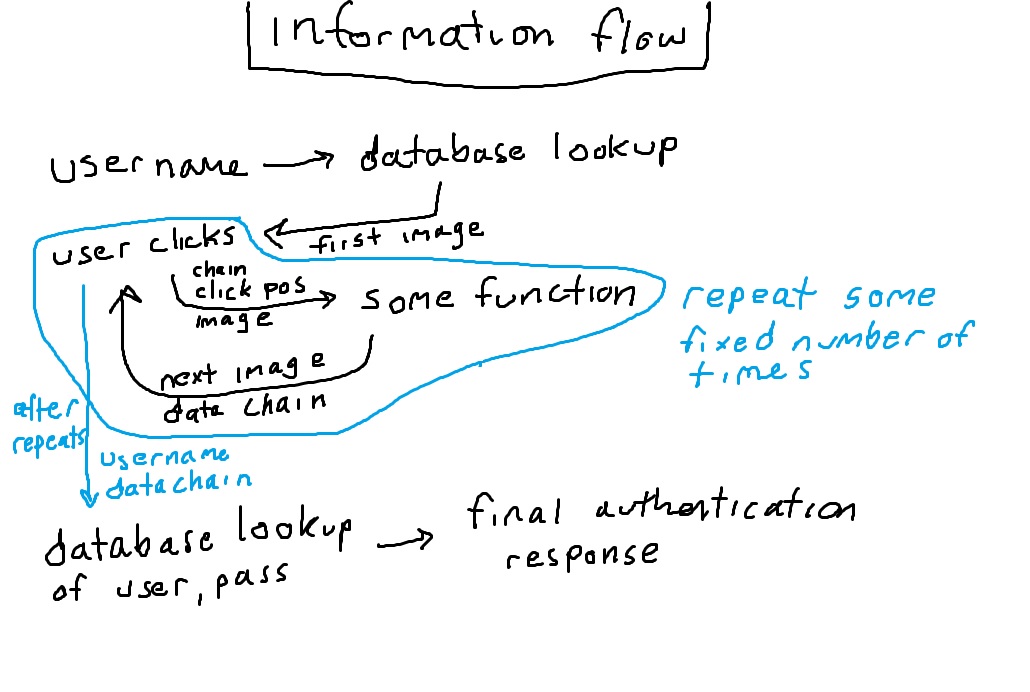 information flow
username
database lookup
first image
user clicks
chain
click pos
image
some function
next image
data chain
repeat some
fixed number of
times
after
repeats
username
datachain
database lookup
of user, pass
final authentication
response